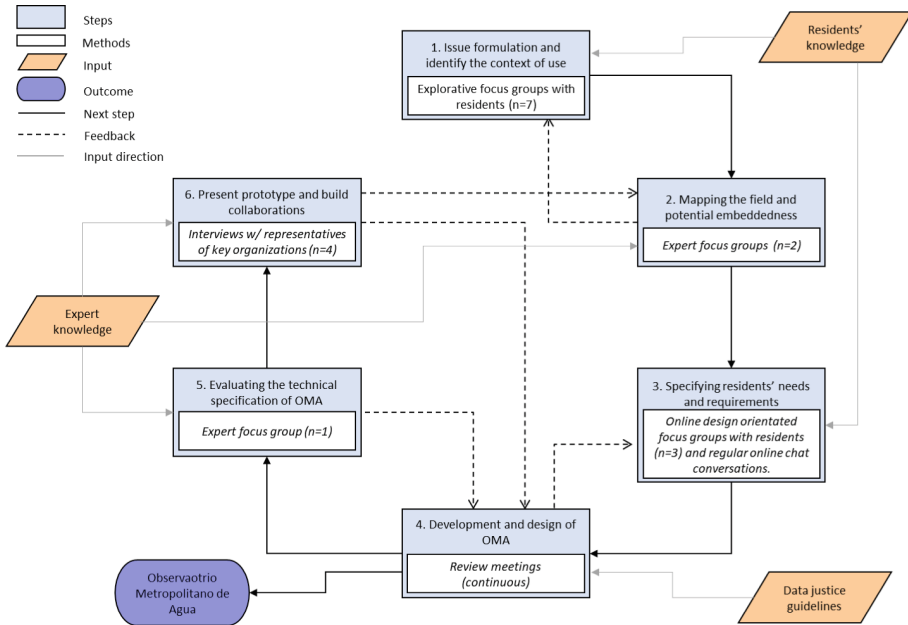 Steps
Methods
Input
Outcome
Next step
Feedback
Input direction
1. Issue formulation and
identify the context of use
Explorative focus groups with
residents (n=7)
Residents'
knowledge
6. Present prototype and build
collaborations
Interviews w/ representatives
of key organizations (n=4)
2. Mapping the field and
potential embeddedness
Expert focus groups (n=2)
Expert
knowledge
5. Evaluating the technical
specification of OMA
Expert focus group (n=1)
3. Specifying residents' needs
and requirements
Online design orientated
focus groups with residents
(n=3) and regular online chat
conversations.
4. Development and design of
OMA
Review meetings
(continuous)
Observaotrio
Metropolitano de
Agua
Data justice
guidelines